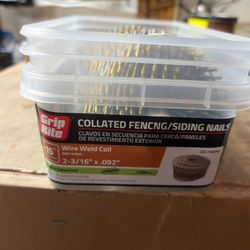 Grip Rite
COLLATED FENCNG/SIDING NAILS
CLAVOS EN SECUENCIA PARA CERCA/PANELES
DE REVESTIMIENTO EXTERIOR
15°
Wire Weld Coil
2-3/16" x .092"